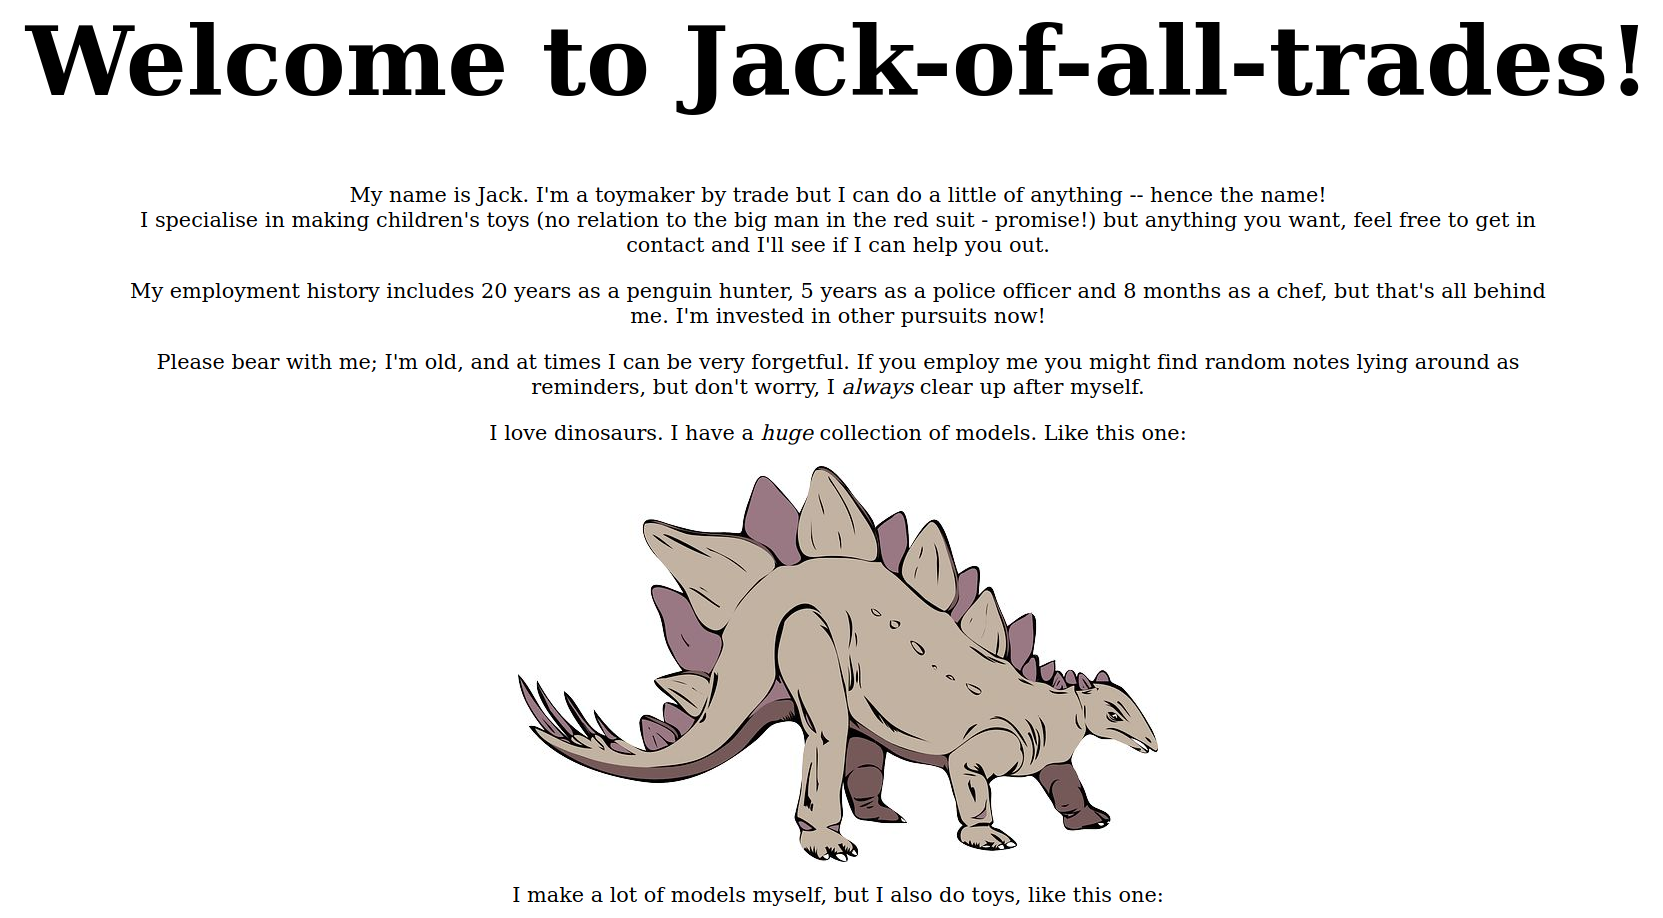 Welcome to Jack-of-all-trades!
My name is Jack. I'm a toymaker by trade but I can do a little of anything -- hence the name!
I specialise in making children's toys (no relation to the big man in the red suit - promise!) but anything you want, feel free to get in
contact and I'll see if I can help you out.
My employment history includes 20 years as a penguin hunter, 5 years as a police officer and 8 months as a chef, but that's all behind
me. I'm invested in other pursuits now!
Please bear with me; I'm old, and at times I can be very forgetful. If you employ me you might find random notes lying around as
reminders, but don't worry, I always clear up after myself.
I love dinosaurs. I have a huge collection of models. Like this one:
I make a lot of models myself, but I also do toys, like this one: